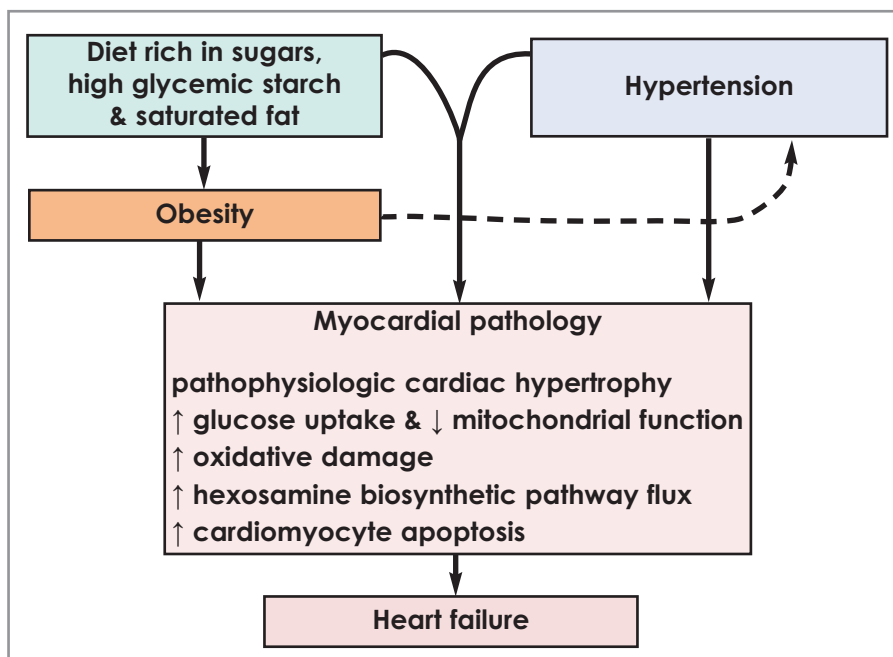 Diet rich in sugars,
high glycemic starch
& saturated fat
Hypertension
Obesity
Myocardial pathology
pathophysiologic cardiac hypertrophy
↑ glucose uptake & ↓ mitochondrial function
↑ oxidative damage
↑ hexosamine biosynthetic pathway flux
↑ cardiomyocyte apoptosis
Heart failure